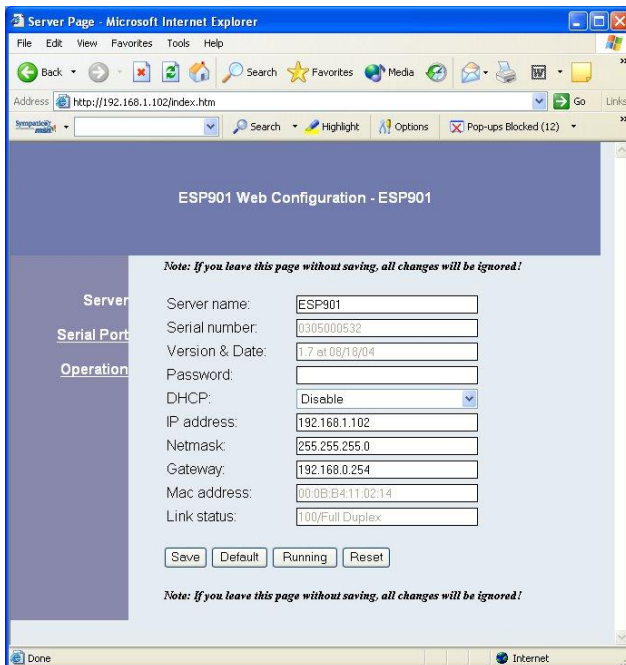 Server Page - Microsoft Internet Explorer
File Edit View Favorites Tools Help
Back Search Favorites Media
Address http://192.168.1.102/index.htm Go Links
Sympatico Search Highlight Options Pop-ups Blocked (12)
ESP901 Web Configuration - ESP901
Note: If you leave this page without saving, all changes will be ignored!
Server
Serial Port
Operation
Server name: ESP901
Serial number: 0305000532
Version & Date: 1.7 at 08/18/04
Password:
DHCP: Disable
IP address: 192.168.1.102
Netmask: 255.255.255.0
Gateway: 192.168.0.254
Mac address: 00:0B:B4:11:02:14
Link status: 100/Full Duplex
Save Default Running Reset
Note: If you leave this page without saving, all changes will be ignored!
Done Internet